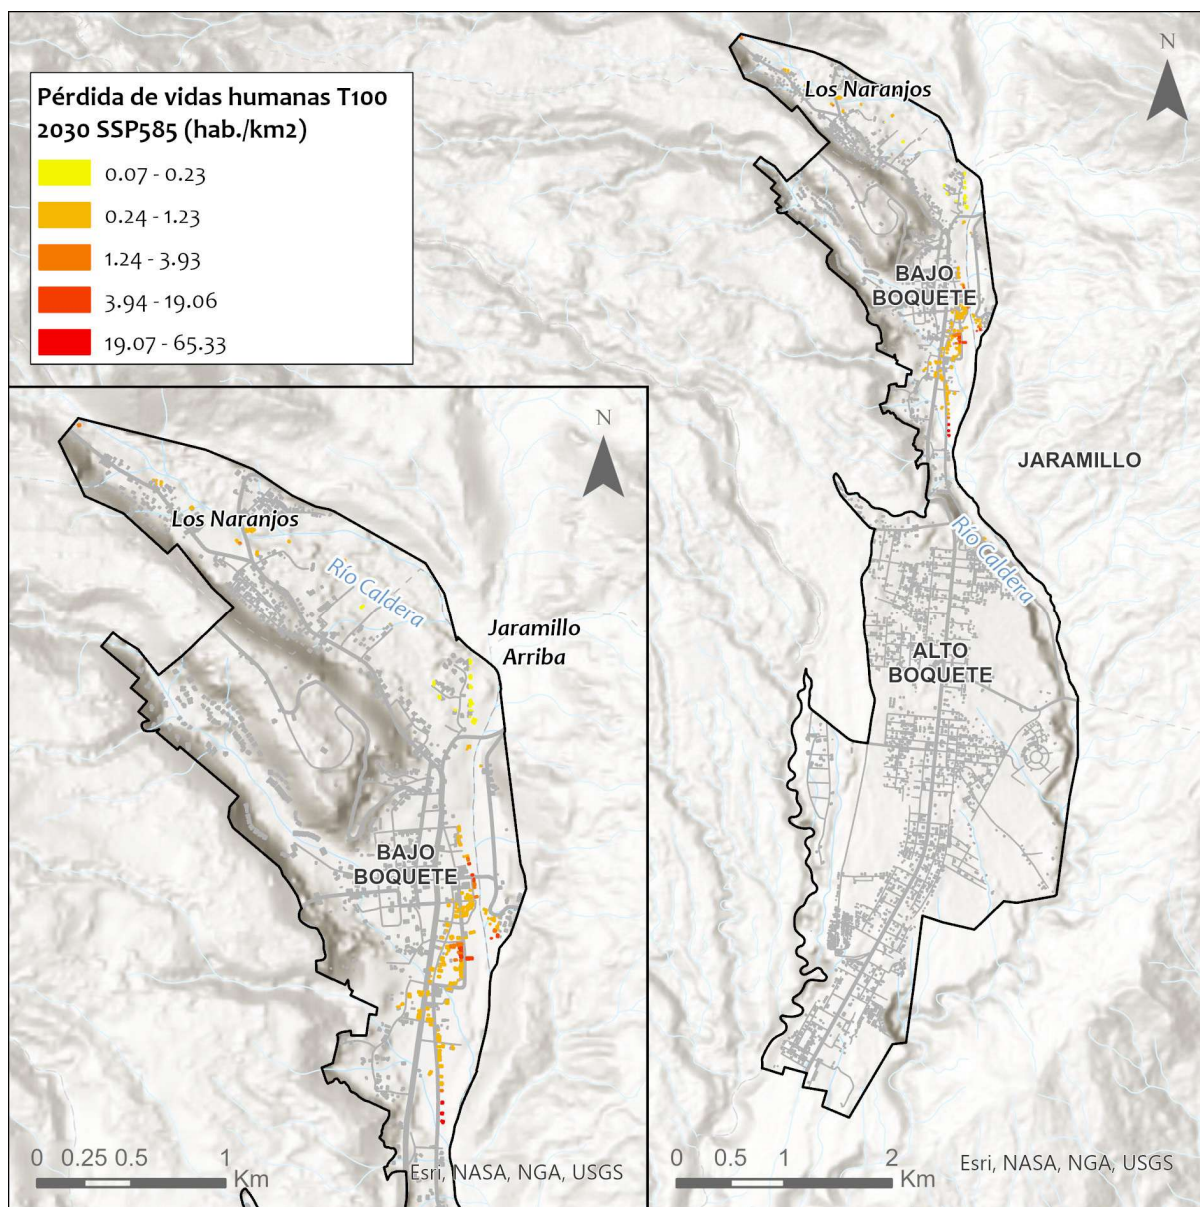 Pérdida de vidas humanas T100
2030 SSP585 (hab./km2)
0.07 - 0.23
0.24 - 1.23
1.24 - 3.93
3.94 - 19.06
19.07 - 65.33
N
Los Naranjos
BAJO
BOQUETE
JARAMILLO
Río Caldera
ALTO
BOQUETE
0 0.5 1 2
Km
Esri, NASA, NGA, USGS
N
Los Naranjos
Río Caldera
Jaramillo
Arriba
BAJO
BOQUETE
0 0.25 0.5 1
Km
Esri, NASA, NGA, USGS